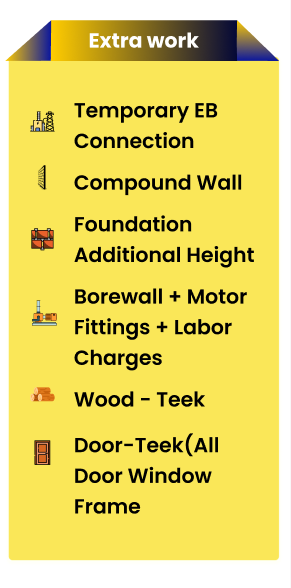 Extra work
Temporary EB
Connection
Compound Wall
Foundation
Additional Height
Borewall + Motor
Fittings + Labor
Charges
Wood - Teek
Door-Teek(All
Door Window
Frame